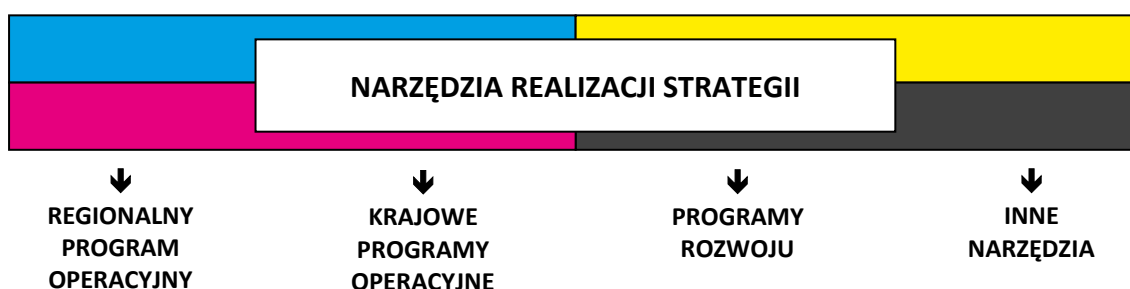 NARZĘDZIA REALIZACJI STRATEGII
REGIONALNY
PROGRAM
OPERACYJNY
KRAJOWE
PROGRAMY
OPERACYJNE
PROGRAMY
ROZWOJU
INNE
NARZĘDZIA